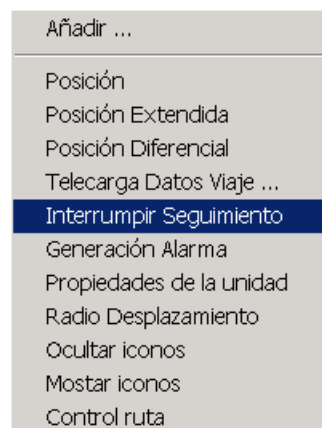 Añadir ...
Posición
Posición Extendida
Posición Diferencial
Telecarga Datos Viaje ...
Interrumpir Seguimiento
Generación Alarma
Propiedades de la unidad
Radio Desplazamiento
Ocultar iconos
Mostar iconos
Control ruta